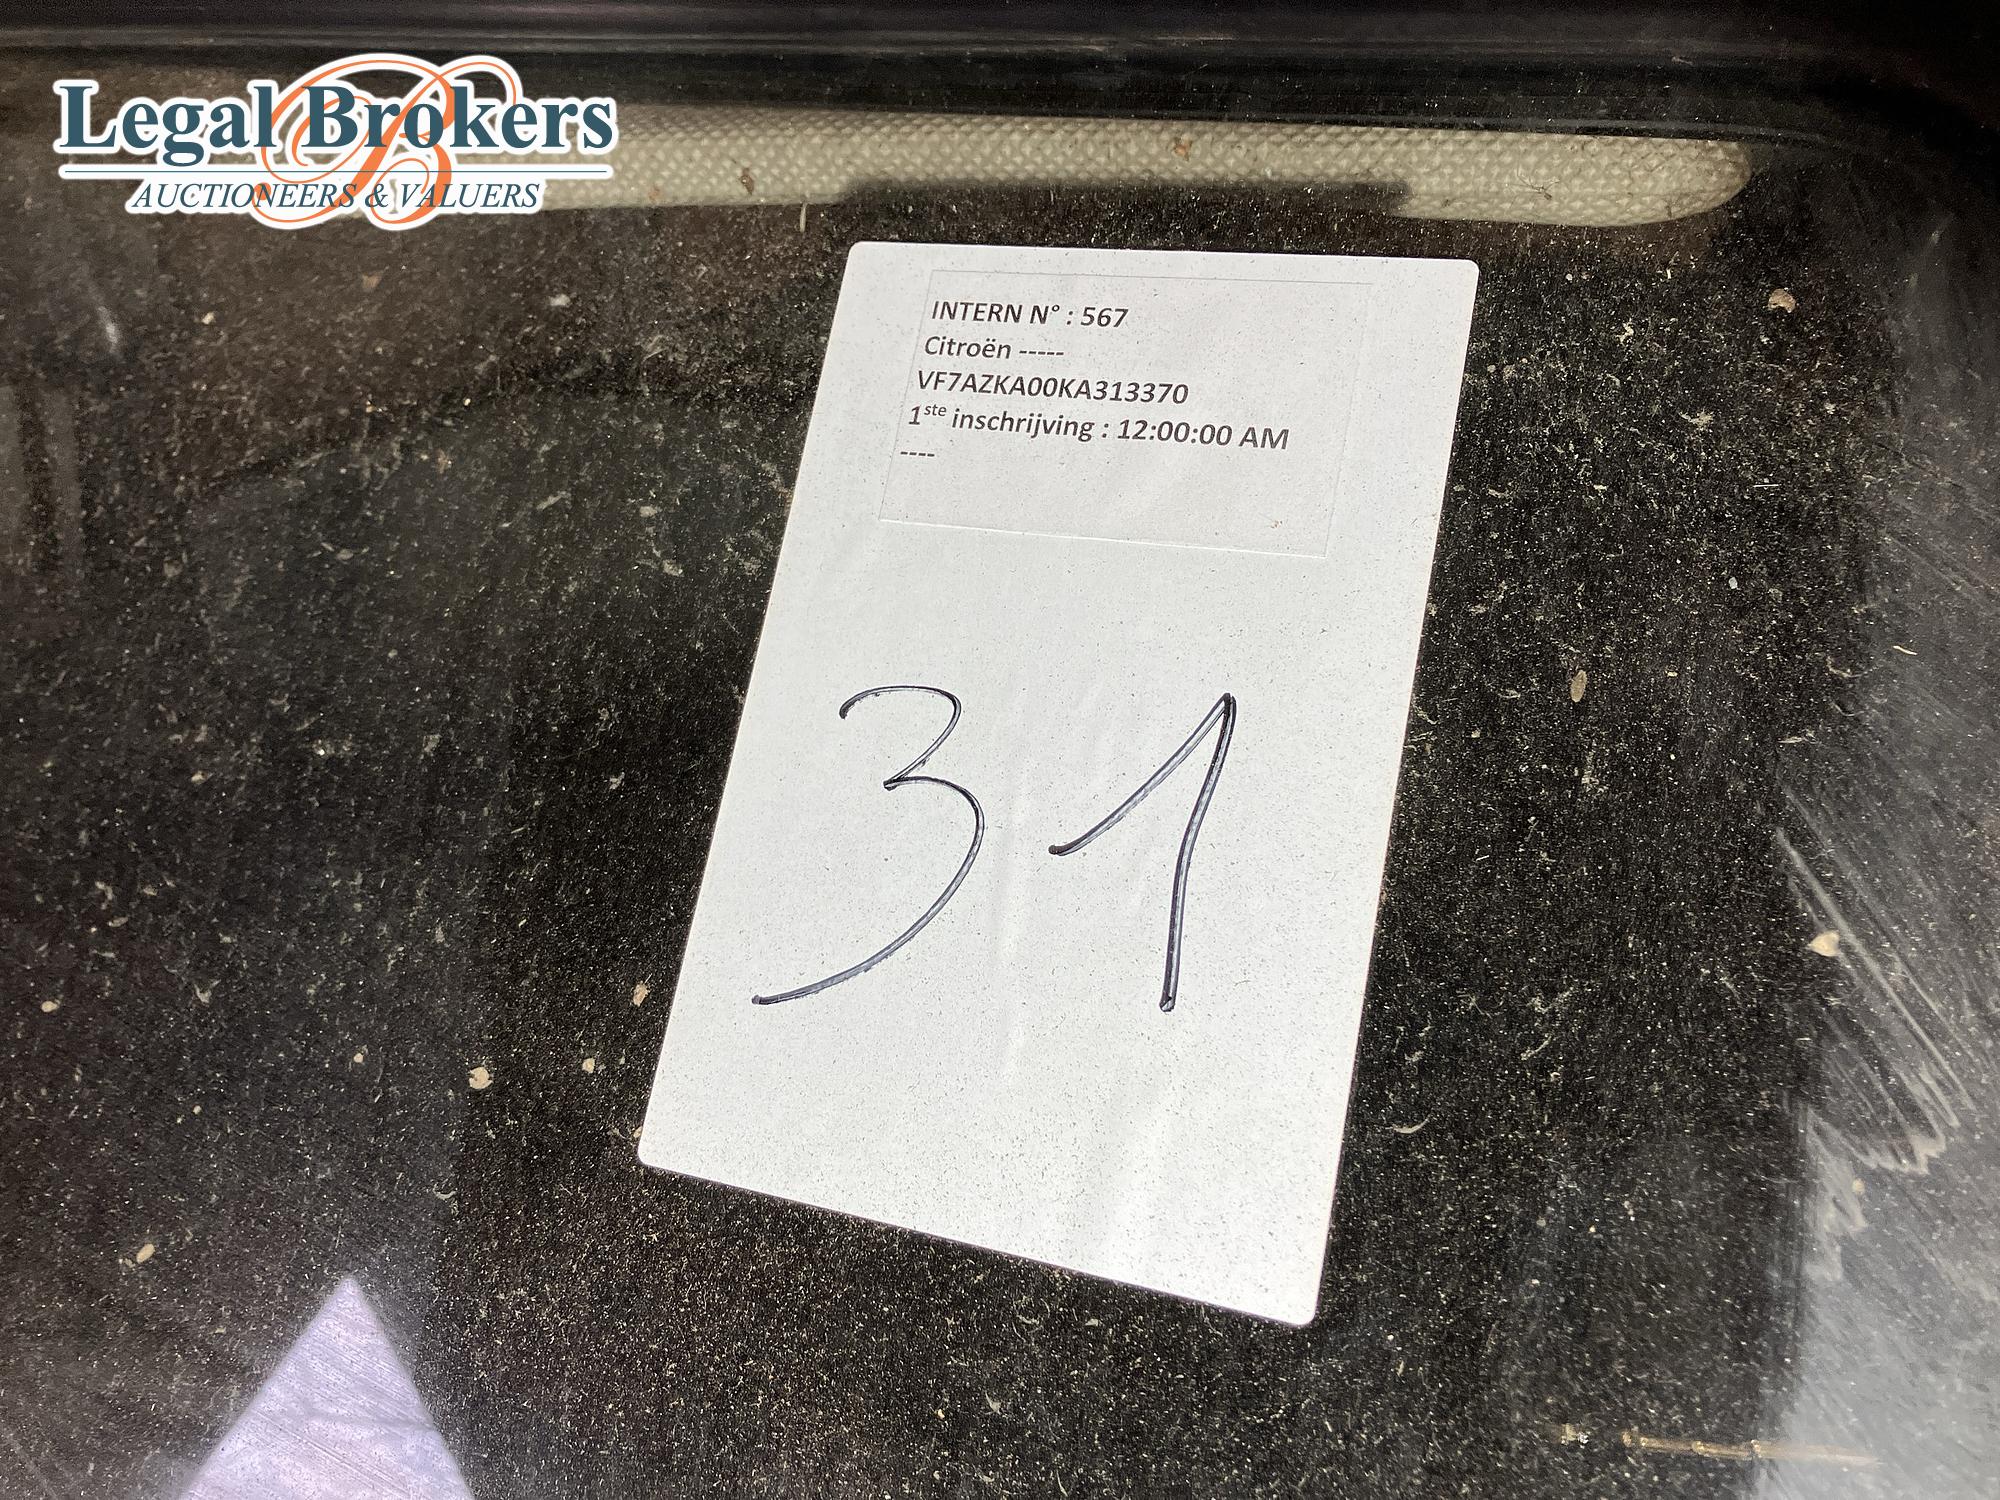 Legal Brokers
AUCTIONEERS & VALUERS
INTERN N° : 567
Citroën -----
VF7AZKA00KA313370
1ste inschrijving : 12:00:00 AM
----
31